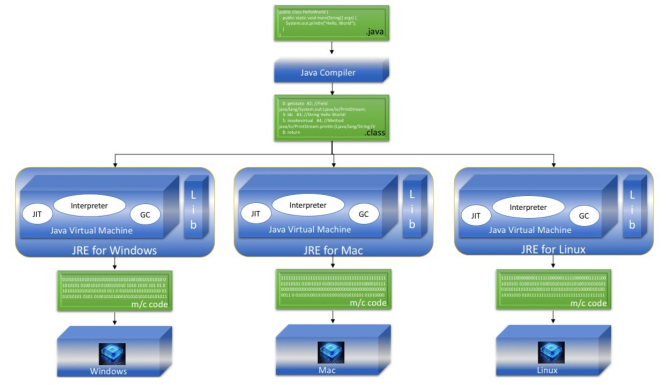 public class HelloWorld {
public static void main(String[] args) {
System.out.println("Hello, World!");
}
}
.java
Java Compiler
0: getstatic #2; //Field
java/lang/System.out:Ljava/io/PrintStream;
3: ldc #3; //String Hello World!
5: invokevirtual #4; //Method
java/io/PrintStream.println:(Ljava/lang/String;)V
8: return
.class
JIT
Interpreter
GC
Java Virtual Machine
L
i
b
JRE for Windows
JIT
Interpreter
GC
Java Virtual Machine
L
i
b
JRE for Mac
JIT
Interpreter
GC
Java Virtual Machine
L
i
b
JRE for Linux
m/c code
m/c code
m/c code
Windows
Mac
Linux